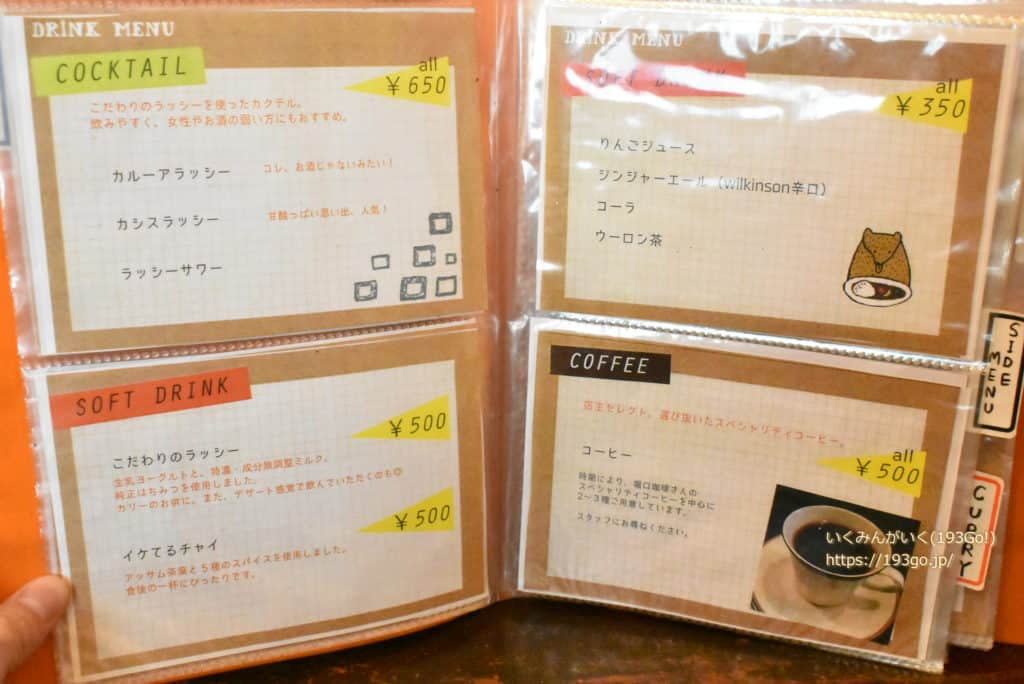 DRINK MENU
COCKTAIL
all
¥650
こだわりのラッシーを使ったカクテル。
飲みやすく、女性やお酒の弱い方にもおすすめ。
カルーアラッシー コレ、お酒じゃないみたい！
カシスラッシー 甘酸っぱい思い出、人気！
ラッシーサワー
SOFT DRINK
¥500
こだわりのラッシー
生乳ヨーグルトと、特濃・成分無調整ミルク、
純正はちみつを使用しました。
カリーのお供に、また、デザート感覚で飲んでいただくのも◎
¥500
イケてるチャイ
アッサム茶葉と５種のスパイスを使用しました。
食後の一杯にぴったりです。
DRINK MENU
SOFT DRINK
all
¥350
りんごジュース
ジンジャーエール（wilkinson辛口）
コーラ
ウーロン茶
COFFEE
店主セレクト。選び抜いたスペシャリティコーヒー。
all
¥500
コーヒー
時期により、堀口珈琲さんの
スペシャリティコーヒーを中心に
2〜3種ご用意しています。
スタッフにお尋ねください。
SIDE MENU
CURRY
いくみんがいく(193Go!)
https://193go.jp/